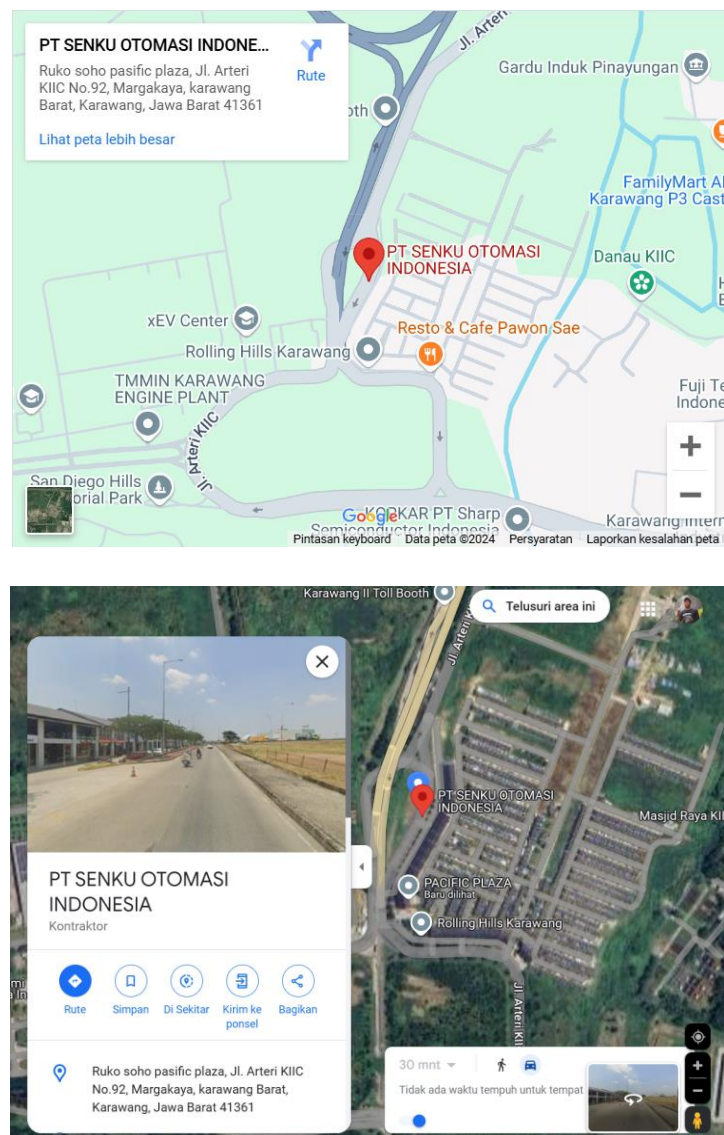 PT SENKU OTOMASI INDONE...
Ruko soho pasific plaza, Jl. Arteri
KIIC No.92, Margakaya, karawang
Barat, Karawang, Jawa Barat 41361
Rute
Lihat peta lebih besar
Jl. Arteri
Gardu Induk Pinayungan
FamilyMart
Karawang P3
PT SENKU OTOMASI
INDONESIA
Danau KIIC
xEV Center
Resto & Cafe Pawon Sae
Rolling Hills Karawang
TMMIN KARAWANG
ENGINE PLANT
Fuji
Jl. Arteri KIIC
San Diego Hills
Park
Google
KOPKAR PT Sharp
Semiconductor Indonesia
Karawang
Pintasan keyboard
Data peta ©2024
Persyaratan
Laporkan kesalahan peta
Karawang II Toll Booth
Telusuri area ini
Jl. Arteri
PT SENKU OTOMASI
INDONESIA
Masjid Raya
PACIFIC PLAZA
Baru dilihat
Rolling Hills Karawang
Jl. Arteri
PT SENKU OTOMASI
INDONESIA
Kontraktor
Rute
Simpan
Di Sekitar
Kirim ke
ponsel
Bagikan
Ruko soho pasific plaza, Jl. Arteri KIIC
No.92, Margakaya, karawang Barat,
Karawang, Jawa Barat 41361
30 mnt
Tidak ada waktu tempuh untuk tempat